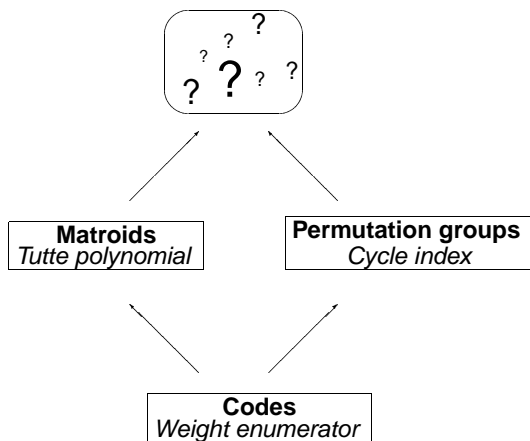 ? ? ? ? ? ? ?
Matroids
Tutte polynomial
Permutation groups
Cycle index
Codes
Weight enumerator